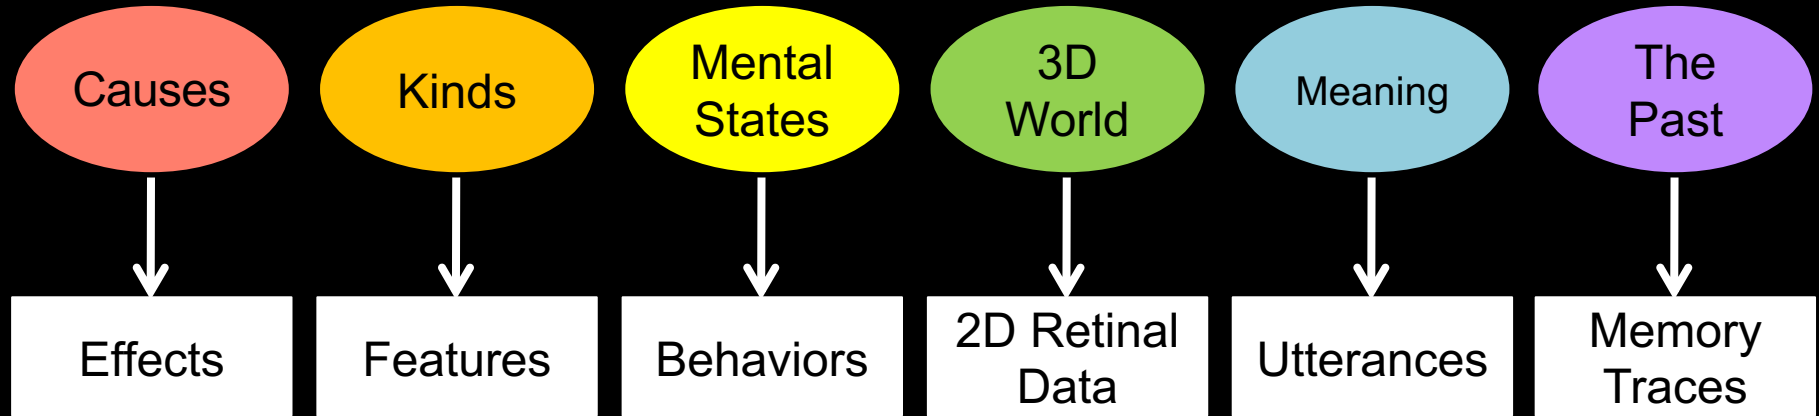 Causes
Kinds
Mental
States
3D
World
Meaning
The
Past
Effects
Features
Behaviors
2D Retinal
Data
Utterances
Memory
Traces